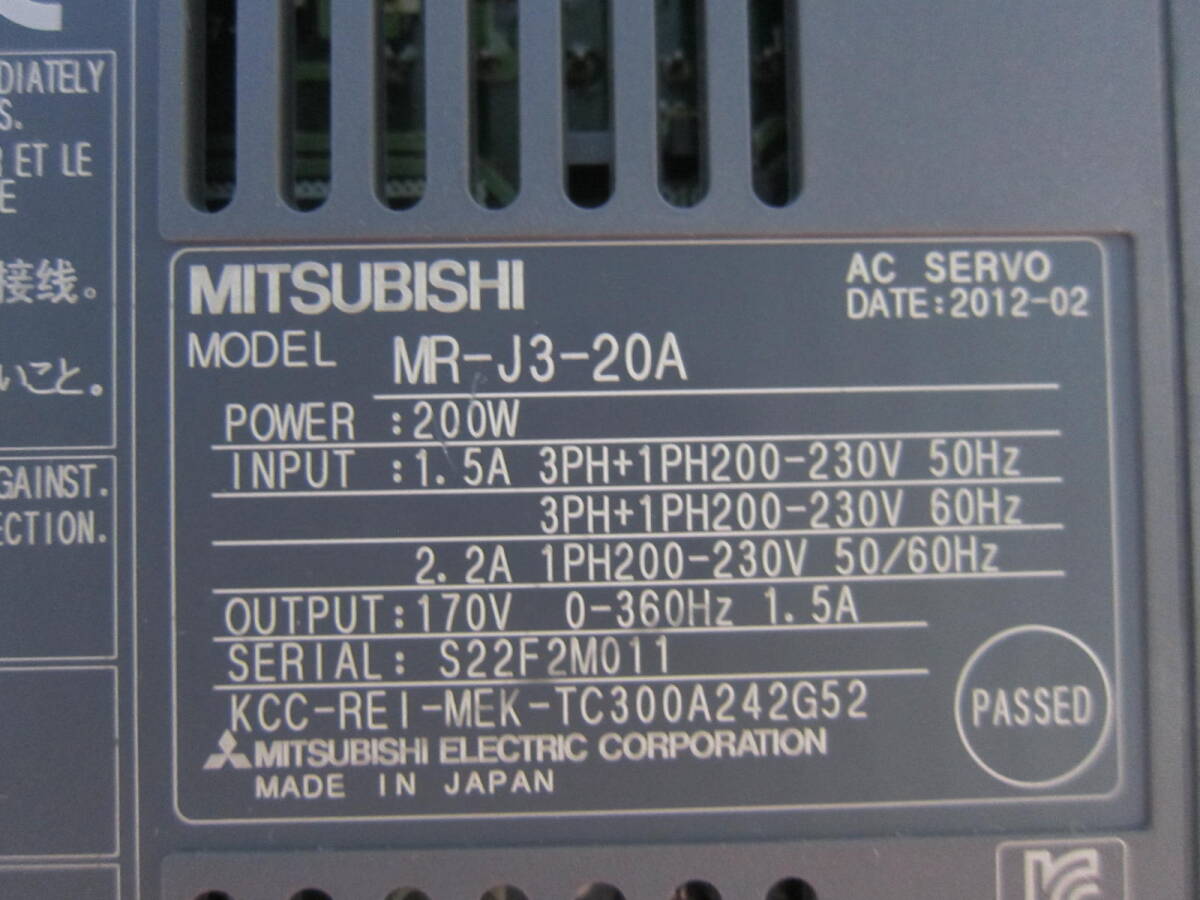 DIATELY
S.
R ET LE
E
接线。
いこと。
GAINST.
ECTION.
MITSUBISHI
AC SERVO
DATE:2012-02
MODEL MR-J3-20A
POWER :200W
INPUT :1.5A 3PH+1PH200-230V 50Hz
3PH+1PH200-230V 60Hz
2.2A 1PH200-230V 50/60Hz
OUTPUT:170V 0-360Hz 1.5A
SERIAL: S22F2M011
KCC-REI-MEK-TC300A242G52
MITSUBISHI ELECTRIC CORPORATION
MADE IN JAPAN
PASSED